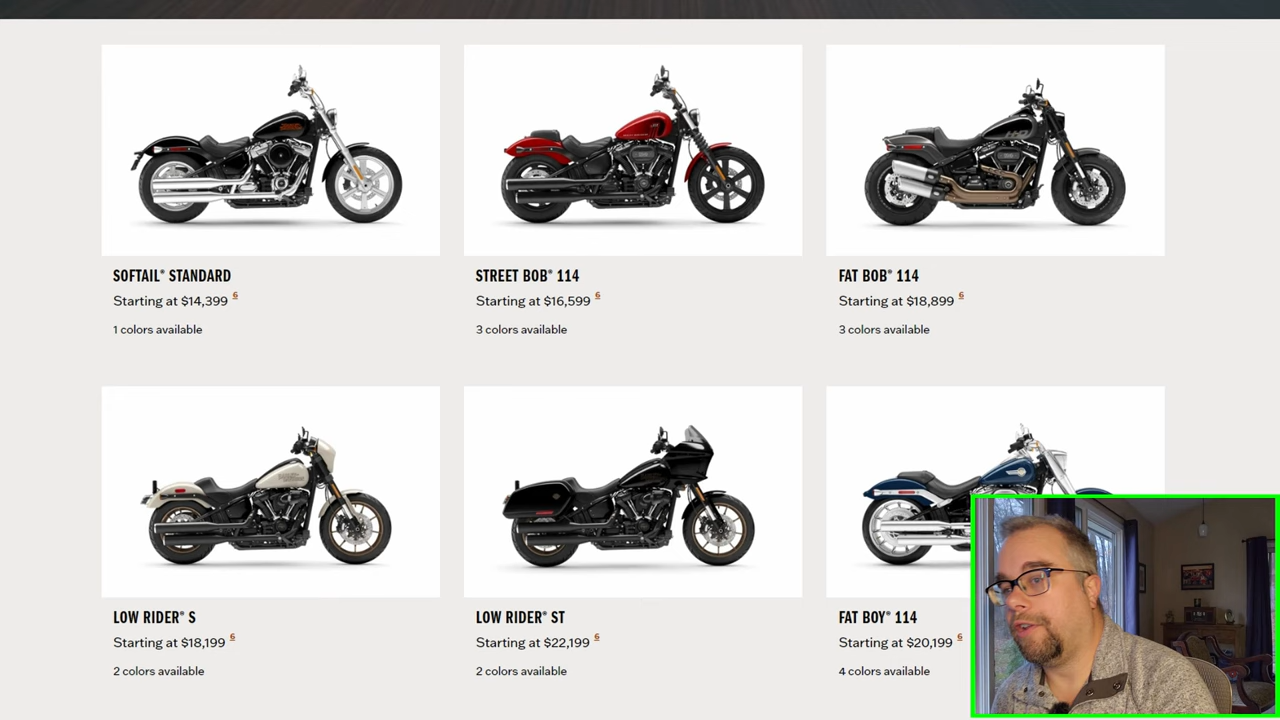 SOFTAIL® STANDARD
Starting at $14,399 6
1 colors available
STREET BOB® 114
Starting at $16,599 6
3 colors available
FAT BOB® 114
Starting at $18,899 6
3 colors available
LOW RIDER® S
Starting at $18,199 6
2 colors available
LOW RIDER® ST
Starting at $22,199 6
2 colors available
FAT BOY® 114
Starting at $20,199 6
4 colors available